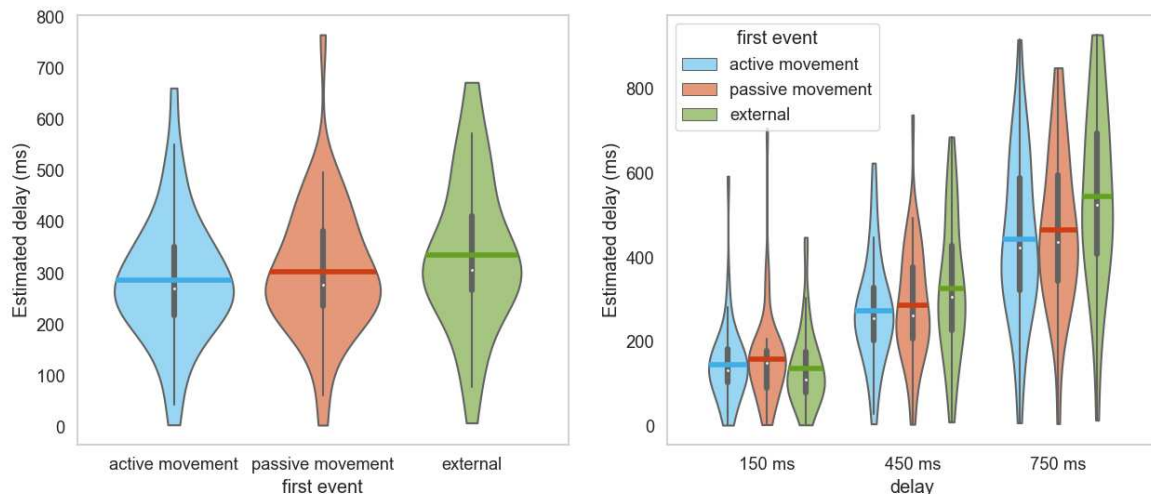 Estimated delay (ms)
800
700
600
500
400
300
200
100
0
active movement passive movement external
first event
Estimated delay (ms)
800
600
400
200
0
first event
active movement
passive movement
external
150 ms 450 ms 750 ms
delay